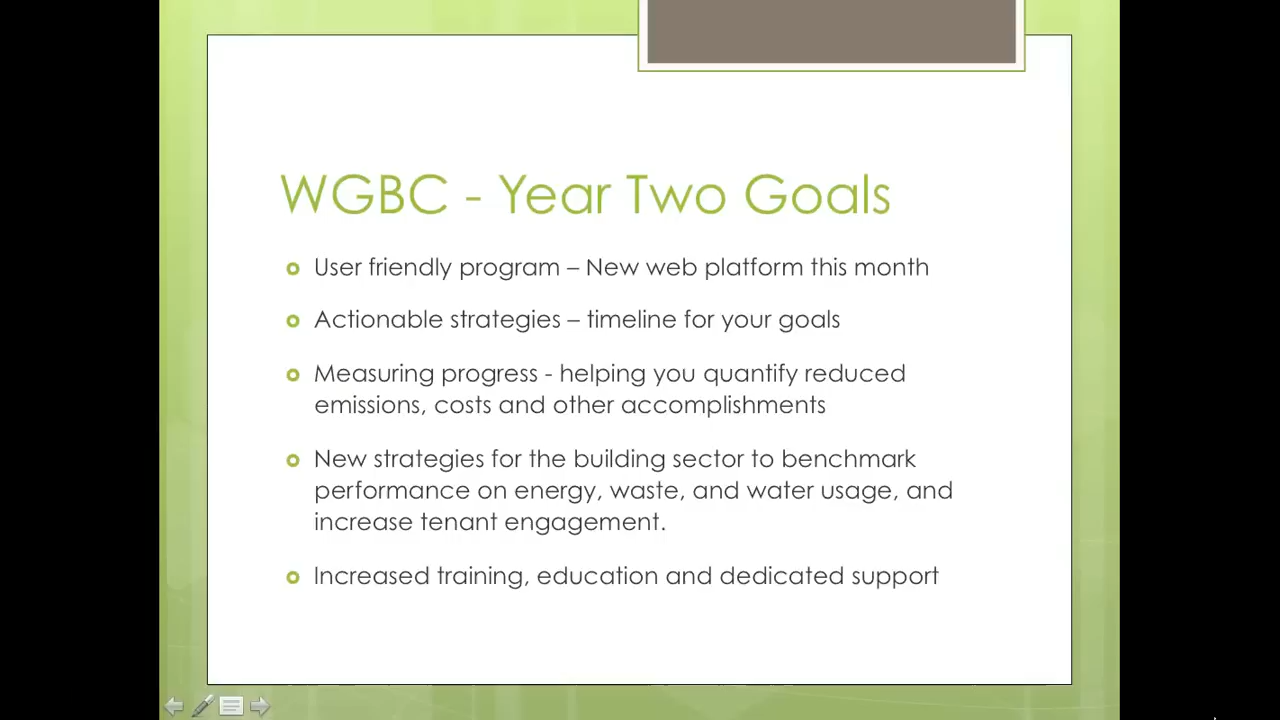 WGBC - Year Two Goals
User friendly program – New web platform this month
Actionable strategies – timeline for your goals
Measuring progress - helping you quantify reduced
emissions, costs and other accomplishments
New strategies for the building sector to benchmark
performance on energy, waste, and water usage, and
increase tenant engagement.
Increased training, education and dedicated support